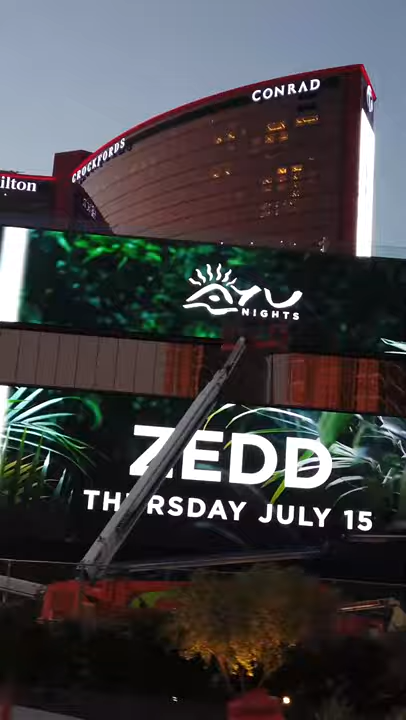 CONRAD
CROCKFORDS
ilton
AYU
NIGHTS
ZEDD
THURSDAY JULY 15